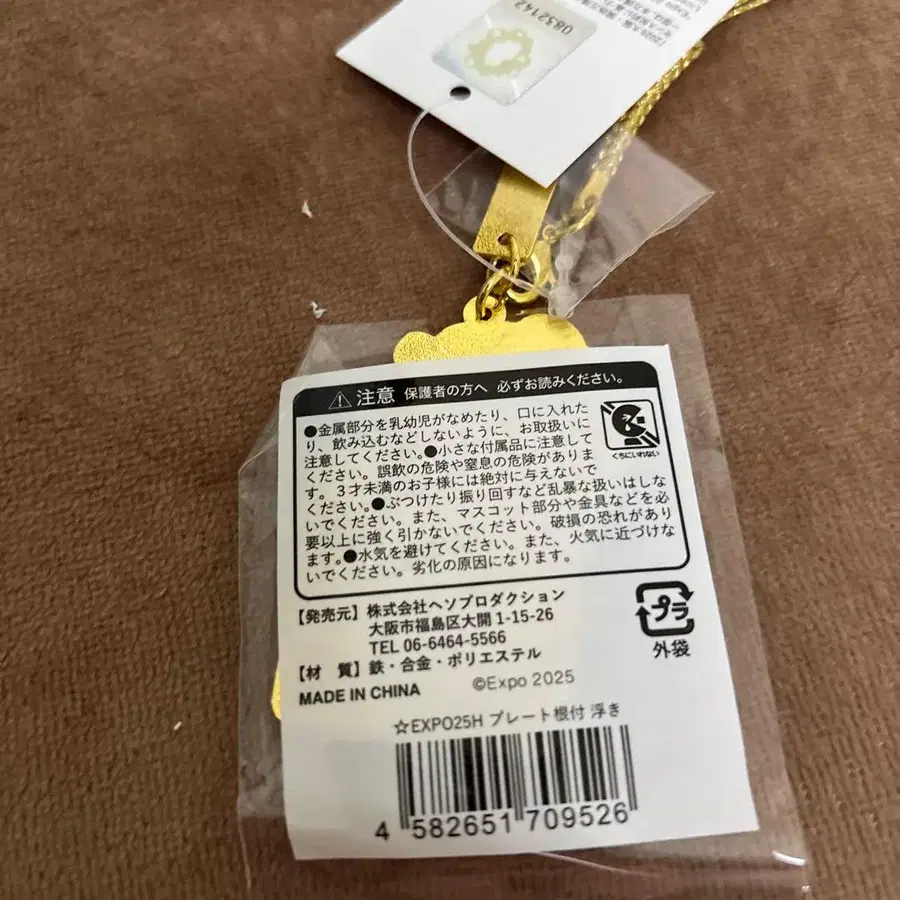 0832142
注意 保護者の方へ 必ずお読みください。
●金属部分を乳幼児がなめたり、口に入れた
り、飲み込むなどしないように、お取扱いに
注意してください。●小さな付属品に注意して
ください。誤飲の危険や窒息の危険がありま
す。3才未満のお子様には絶対に与えないで
ください。●ぶつけたり振り回すなど乱暴な扱いはしな
いでください。また、マスコット部分や金具などを必
要以上に強く引かないでください。破損の恐れがあり
ます。●水気を避けてください。また、火気に近づけな
いでください。劣化の原因になります。
くちにいれない
【発売元】株式会社ヘソプロダクション
大阪市福島区大開 1-15-26
TEL 06-6464-5566
【材 質】鉄・合金・ポリエステル
MADE IN CHINA
©Expo 2025
プラ
外袋
☆EXPO25H プレート根付 浮き
4 582651 709526